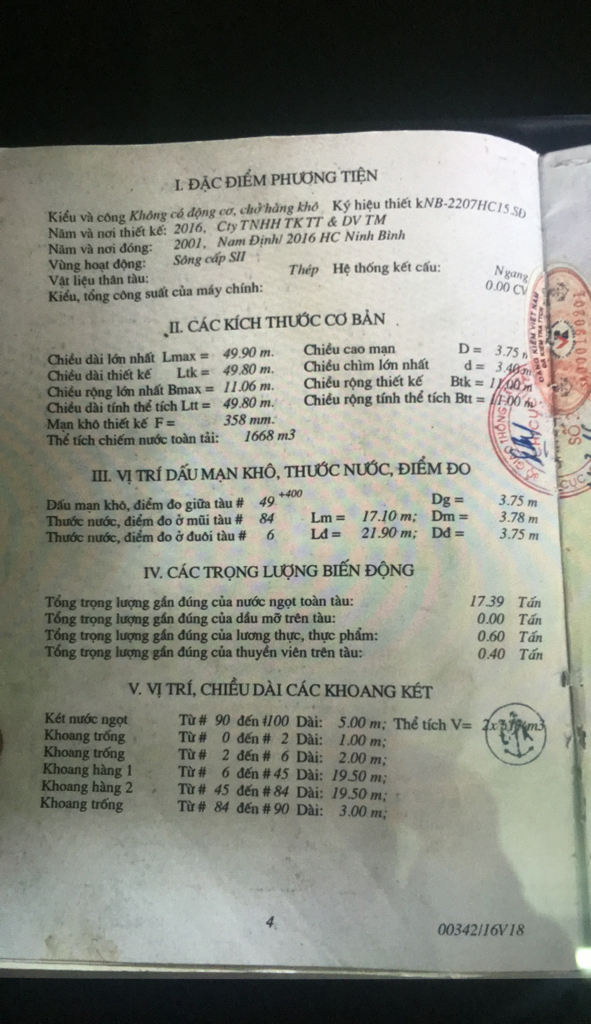 I. ĐẶC ĐIỂM PHƯƠNG TIỆN
Kiểu và công Không có động cơ, chở hàng khô Ký hiệu thiết kNB-2207HC15.SĐ
Năm và nơi thiết kế: 2016, Cty TNHH TKTT & DV TM
Năm và nơi đóng: 2001, Nam Định/ 2016 HC Ninh Bình
Vùng hoạt động: Sông cấp SII
Vật liệu thân tàu: Thép Hệ thống kết cấu: Ngang
Kiểu, tổng công suất của máy chính: 0.00 CV
II. CÁC KÍCH THƯỚC CƠ BẢN
Chiều dài lớn nhất Lmax = 49.90 m. Chiều cao mạn D = 3.75
Chiều dài thiết kế Ltk = 49.80 m. Chiều chìm lớn nhất d = 3.40 m
Chiều rộng lớn nhất Bmax = 11.06 m. Chiều rộng thiết kế Btk = 11.00 m
Chiều dài tính thể tích Ltt = 49.80 m. Chiều rộng tính thể tích Btt = 11.00 m
Mạn khô thiết kế F = 358 mm.
Thể tích chiếm nước toàn tải: 1668 m3
III. VỊ TRÍ DẤU MẠN KHÔ, THƯỚC NƯỚC, ĐIỂM ĐO
Dấu mạn khô, điểm đo giữa tàu # 49 +400 Dg = 3.75 m
Thước nước, điểm đo ở mũi tàu # 84 Lm = 17.10 m; Dm = 3.78 m
Thước nước, điểm đo ở đuôi tàu # 6 Lđ = 21.90 m; Dđ = 3.75 m
IV. CÁC TRỌNG LƯỢNG BIẾN ĐỘNG
Tổng trọng lượng gần đúng của nước ngọt toàn tàu: 17.39 Tấn
Tổng trọng lượng gần đúng của dầu mỡ trên tàu: 0.00 Tấn
Tổng trọng lượng gần đúng của lương thực, thực phẩm: 0.60 Tấn
Tổng trọng lượng gần đúng của thuyền viên trên tàu: 0.40 Tấn
V. VỊ TRÍ, CHIỀU DÀI CÁC KHOANG KÉT
Két nước ngọt Từ # 90 đến #100 Dài: 5.00 m; Thể tích V=
Khoang trống Từ # 0 đến # 2 Dài: 1.00 m;
Khoang trống Từ # 2 đến # 6 Dài: 2.00 m;
Khoang hàng 1 Từ # 6 đến # 45 Dài: 19.50 m;
Khoang hàng 2 Từ # 45 đến # 84 Dài: 19.50 m;
Khoang trống Từ # 84 đến # 90 Dài: 3.00 m;
4
00342/16V18